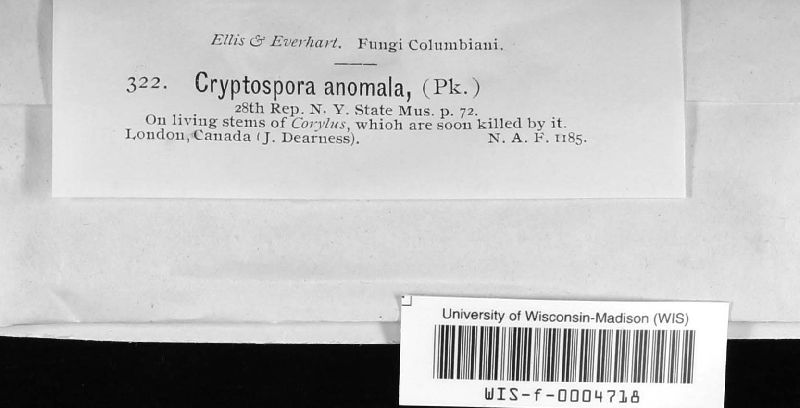 Ellis & Everhart. Fungi Columbiani.
322. Cryptospora anomala, (Pk.)
28th Rep. N. Y. State Mus. p. 72.
On living stems of Corylus, which are soon killed by it.
London, Canada (J. Dearness). N. A. F. 1185.
University of Wisconsin-Madison (WIS)
WIS-f-0004718